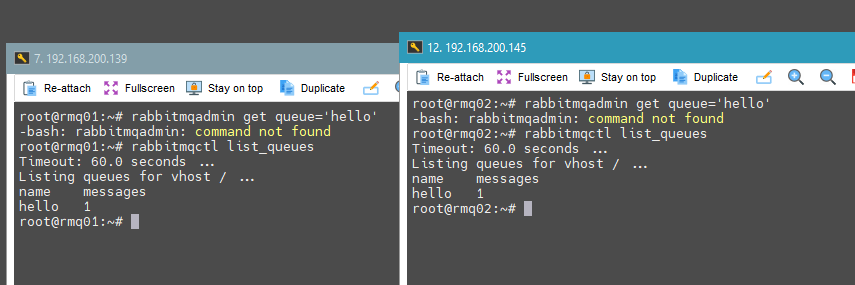 7. 192.168.200.139
Re-attach Fullscreen Stay on top Duplicate
root@rmq01:~# rabbitmqadmin get queue='hello'
-bash: rabbitmqadmin: command not found
root@rmq01:~# rabbitmqctl list_queues
Timeout: 60.0 seconds ...
Listing queues for vhost / ...
name messages
hello 1
root@rmq01:~#
12. 192.168.200.145
Re-attach Fullscreen Stay on top Duplicate
root@rmq02:~# rabbitmqadmin get queue='hello'
-bash: rabbitmqadmin: command not found
root@rmq02:~# rabbitmqctl list_queues
Timeout: 60.0 seconds ...
Listing queues for vhost / ...
name messages
hello 1
root@rmq02:~#